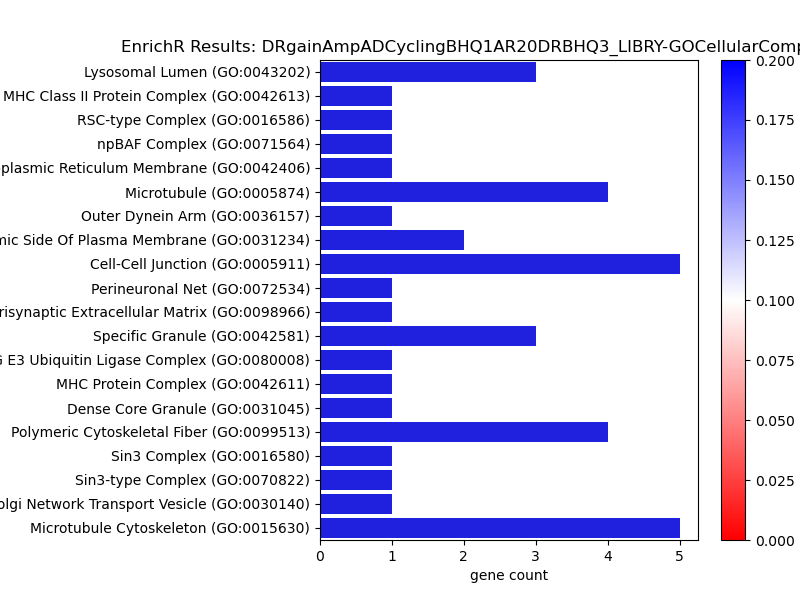 EnrichR Results: DRgainAmpADCyclingBHQ1AR20DRBHQ3_LIBRY-GOCellularComp
Lysosomal Lumen (GO:0043202)
MHC Class II Protein Complex (GO:0042613)
RSC-type Complex (GO:0016586)
npBAF Complex (GO:0071564)
oplasmic Reticulum Membrane (GO:0042406)
Microtubule (GO:0005874)
Outer Dynein Arm (GO:0036157)
mic Side Of Plasma Membrane (GO:0031234)
Cell-Cell Junction (GO:0005911)
Perineuronal Net (GO:0072534)
risynaptic Extracellular Matrix (GO:0098966)
Specific Granule (GO:0042581)
G E3 Ubiquitin Ligase Complex (GO:0080008)
MHC Protein Complex (GO:0042611)
Dense Core Granule (GO:0031045)
Polymeric Cytoskeletal Fiber (GO:0099513)
Sin3 Complex (GO:0016580)
Sin3-type Complex (GO:0070822)
olgi Network Transport Vesicle (GO:0030140)
Microtubule Cytoskeleton (GO:0015630)
0 1 2 3 4 5
gene count
0.200
0.175
0.150
0.125
0.100
0.075
0.050
0.025
0.000